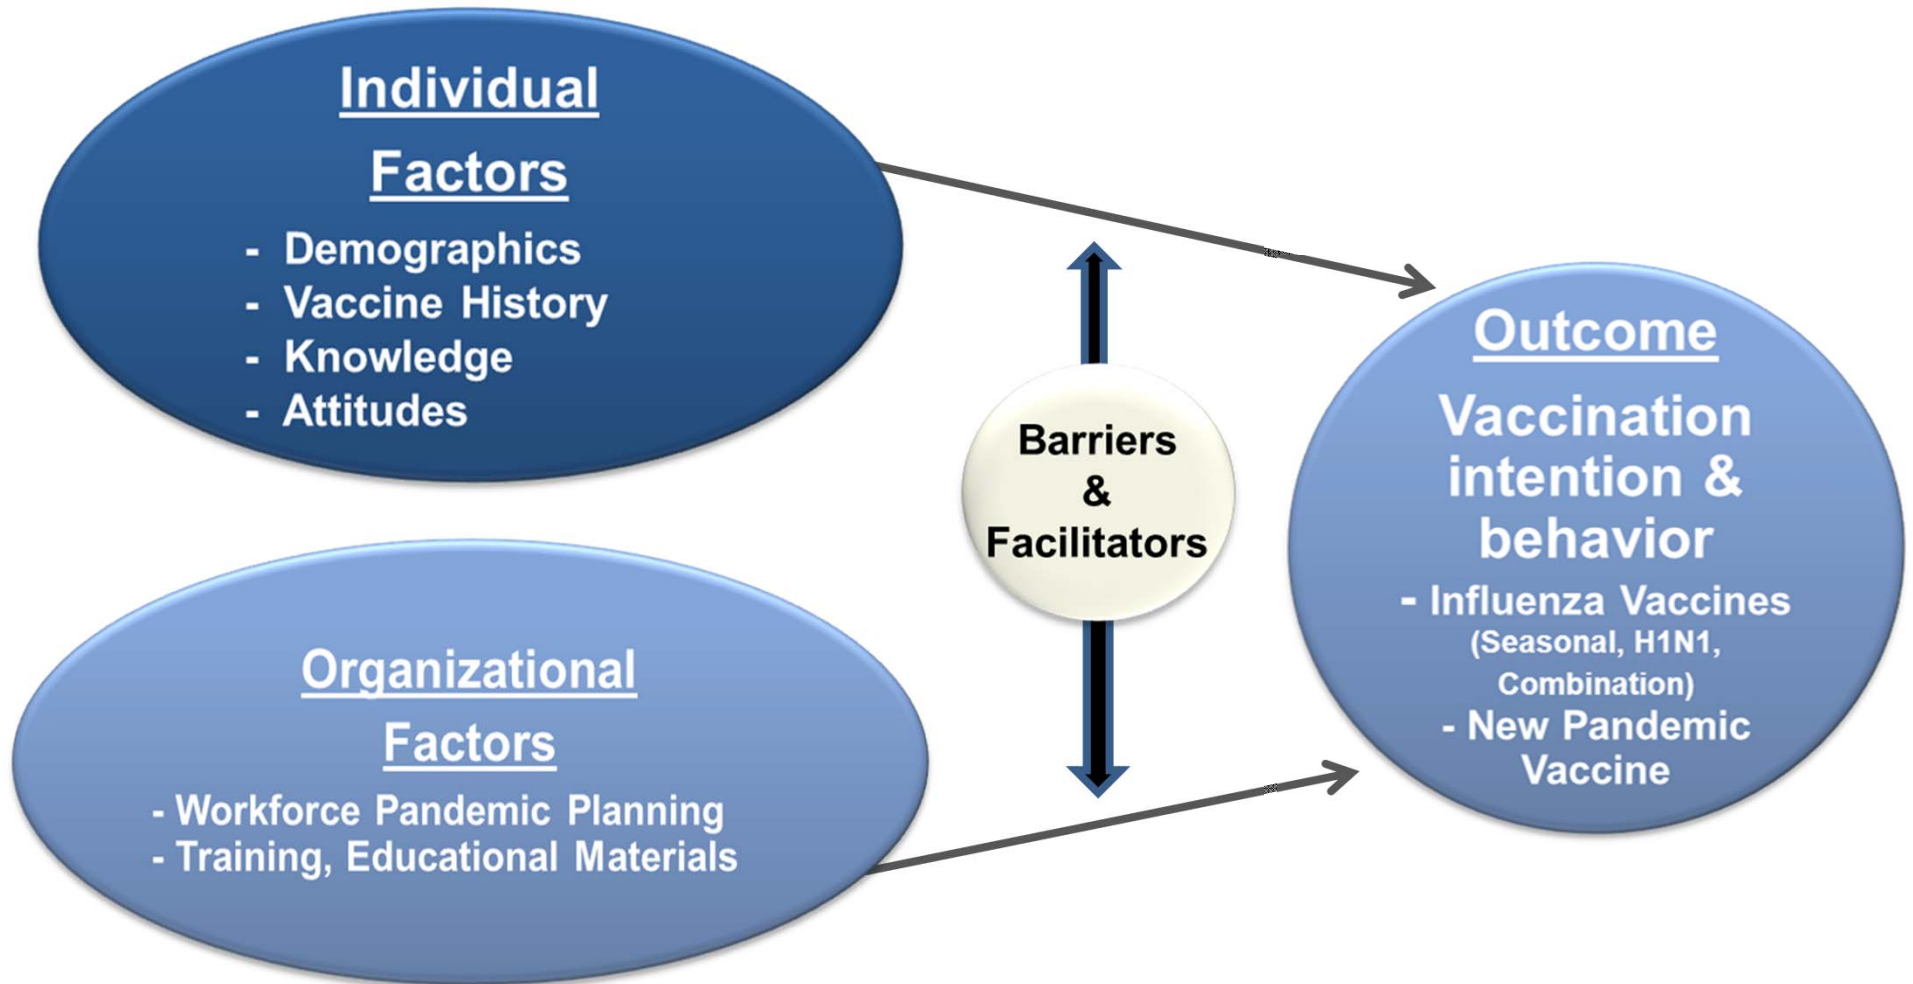 Individual
Factors
- Demographics
- Vaccine History
- Knowledge
- Attitudes
Organizational
Factors
- Workforce Pandemic Planning
- Training, Educational Materials
Barriers
&
Facilitators
Outcome
Vaccination
intention &
behavior
- Influenza Vaccines
(Seasonal, H1N1,
Combination)
- New Pandemic
Vaccine